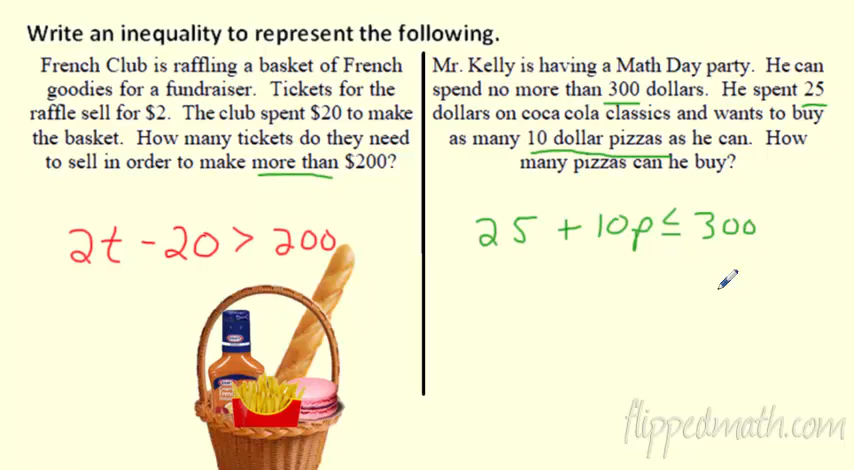 Write an inequality to represent the following.
French Club is raffling a basket of French
goodies for a fundraiser. Tickets for the
raffle sell for $2. The club spent $20 to make
the basket. How many tickets do they need
to sell in order to make more than $200?
2t - 20 > 200
Mr. Kelly is having a Math Day party. He can
spend no more than 300 dollars. He spent 25
dollars on coca cola classics and wants to buy
as many 10 dollar pizzas as he can. How
many pizzas can he buy?
25 + 10p ≤ 300
flippedmath.com